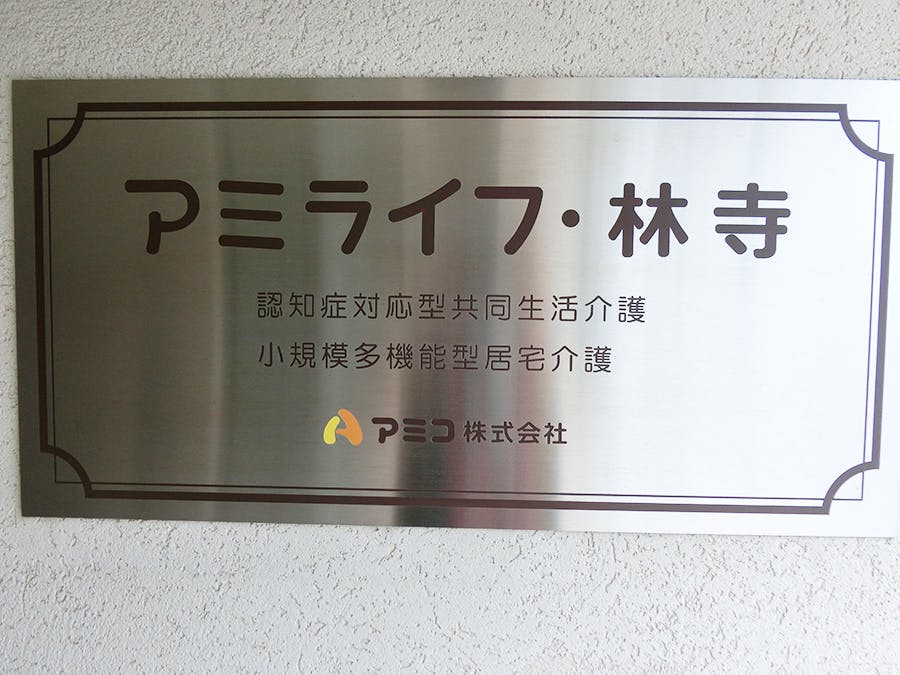 アミライフ・林寺
認知症対応型共同生活介護
小規模多機能型居宅介護
アミコ株式会社